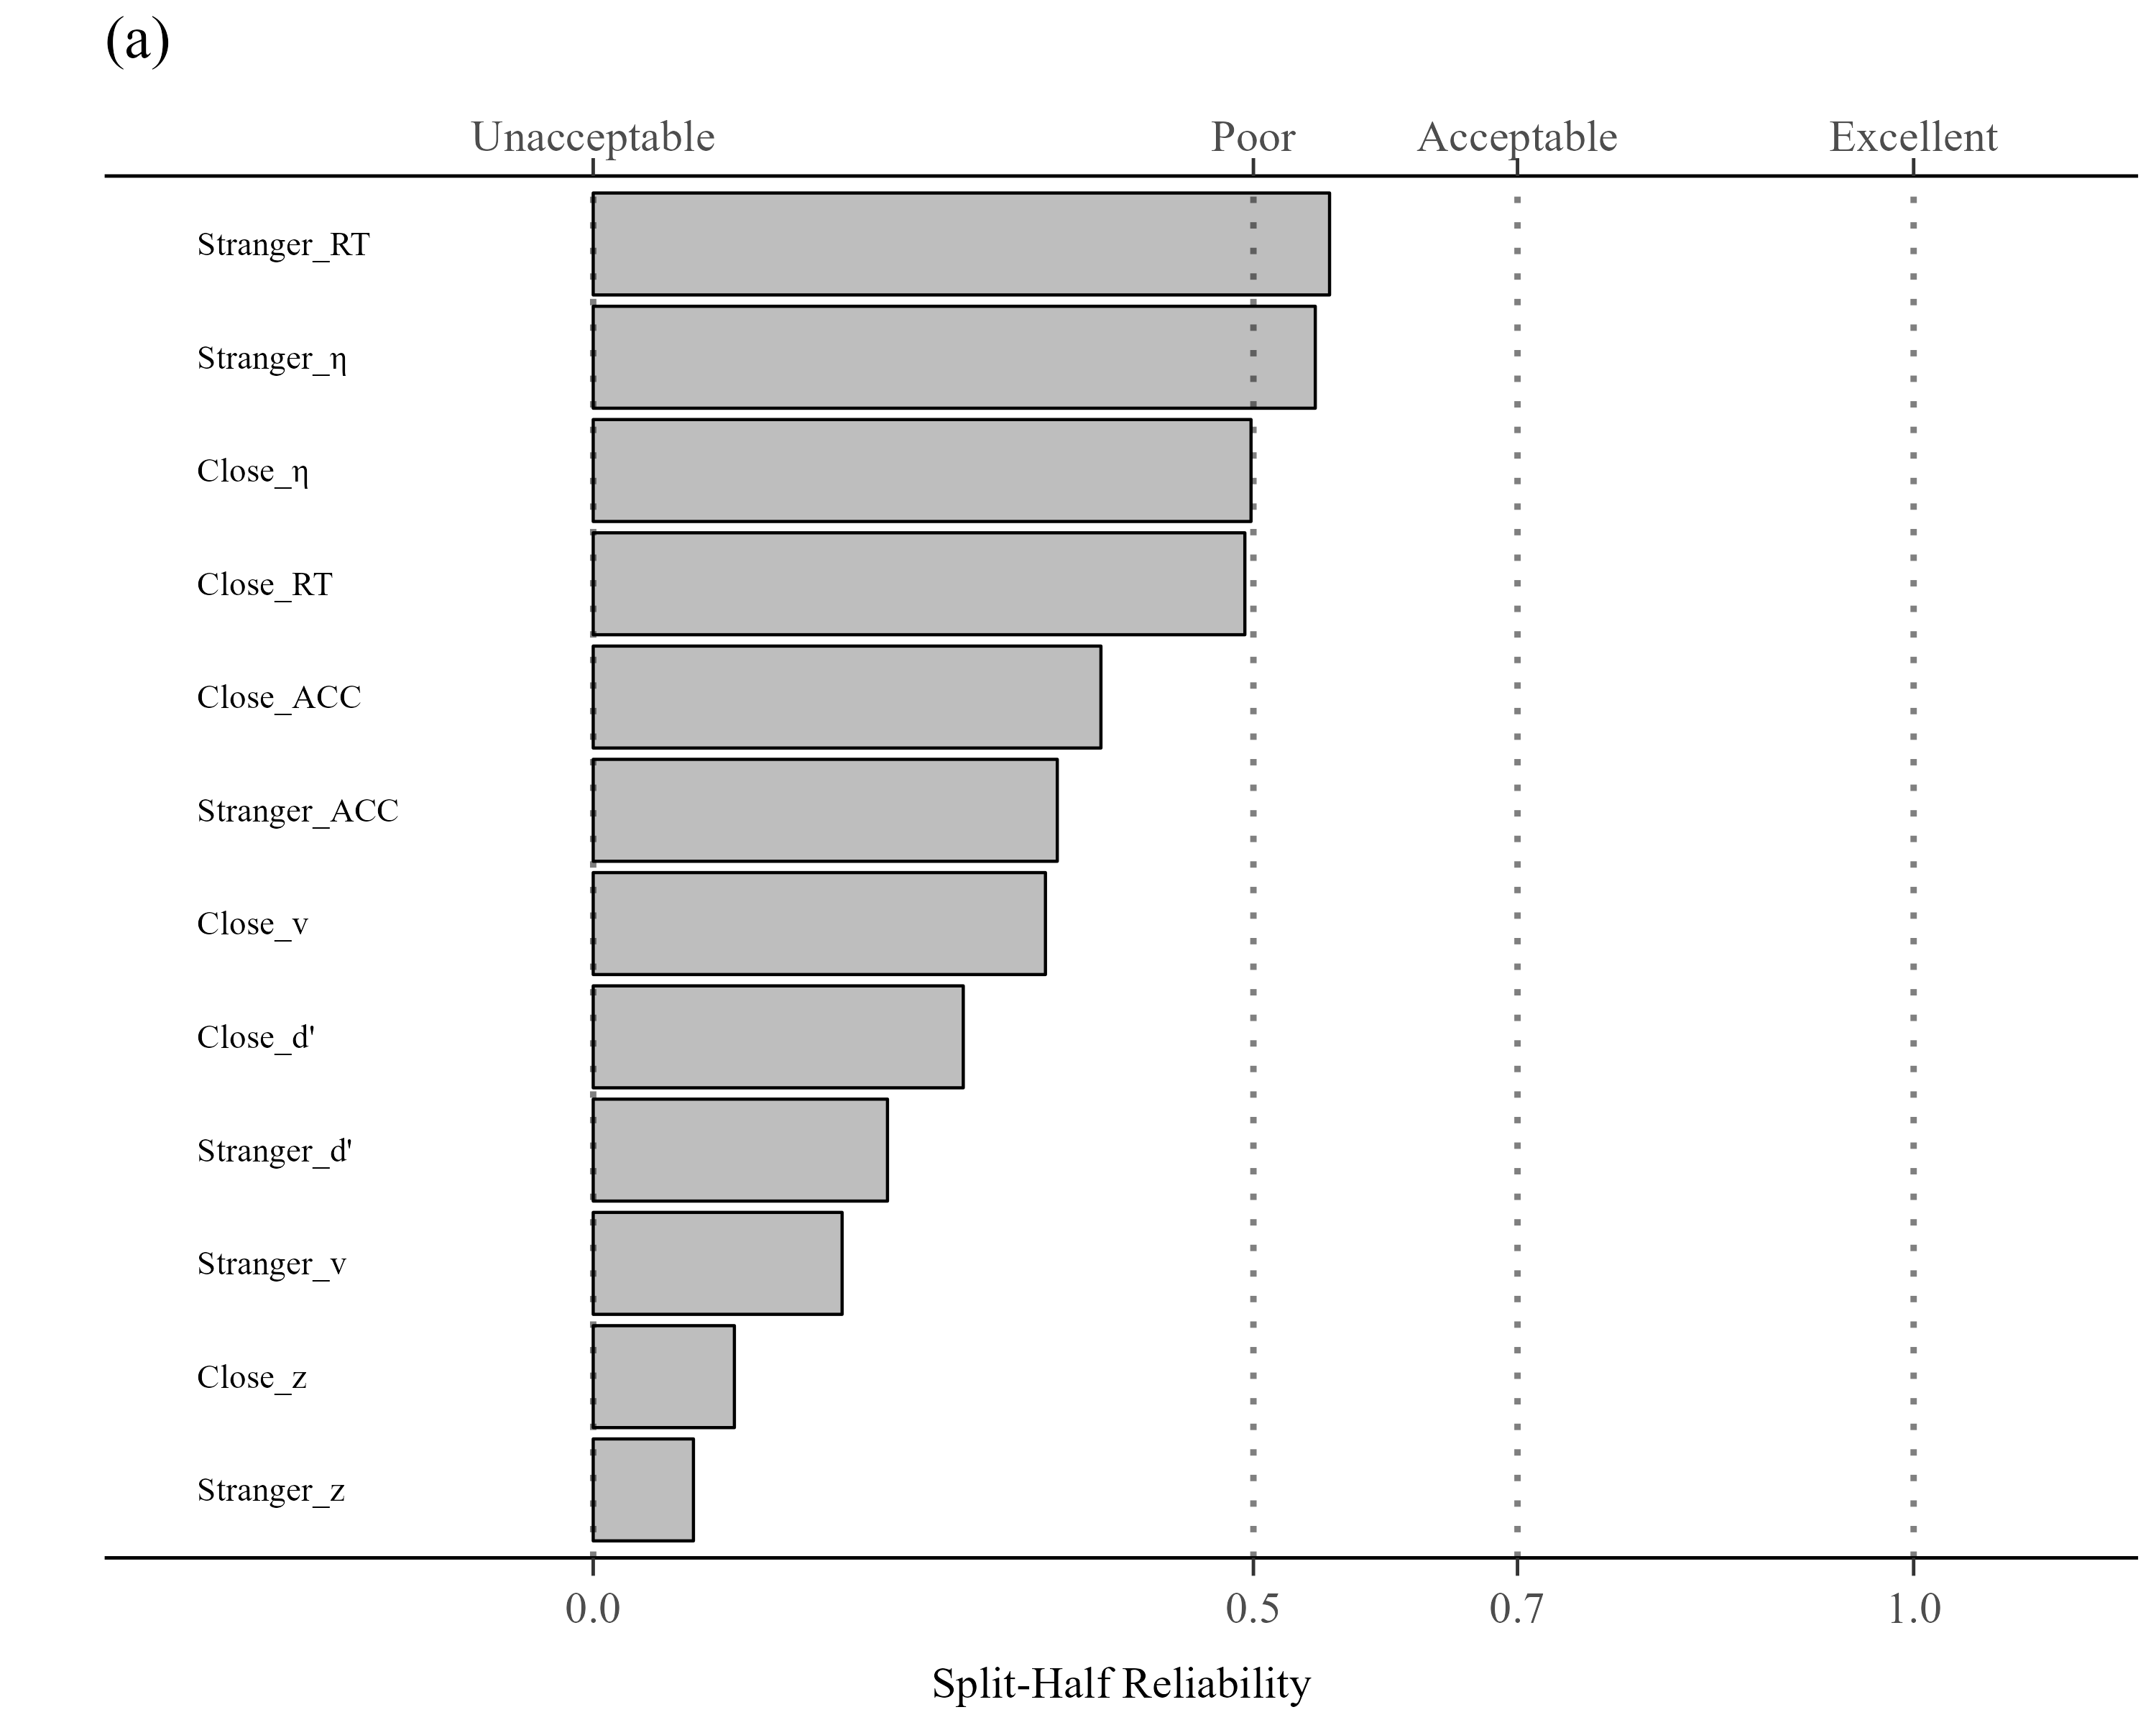 (a)
Unacceptable Poor Acceptable Excellent
Stranger_RT
Stranger_η
Close_η
Close_RT
Close_ACC
Stranger_ACC
Close_v
Close_d'
Stranger_d'
Stranger_v
Close_z
Stranger_z
0.0 0.5 0.7 1.0
Split-Half Reliability